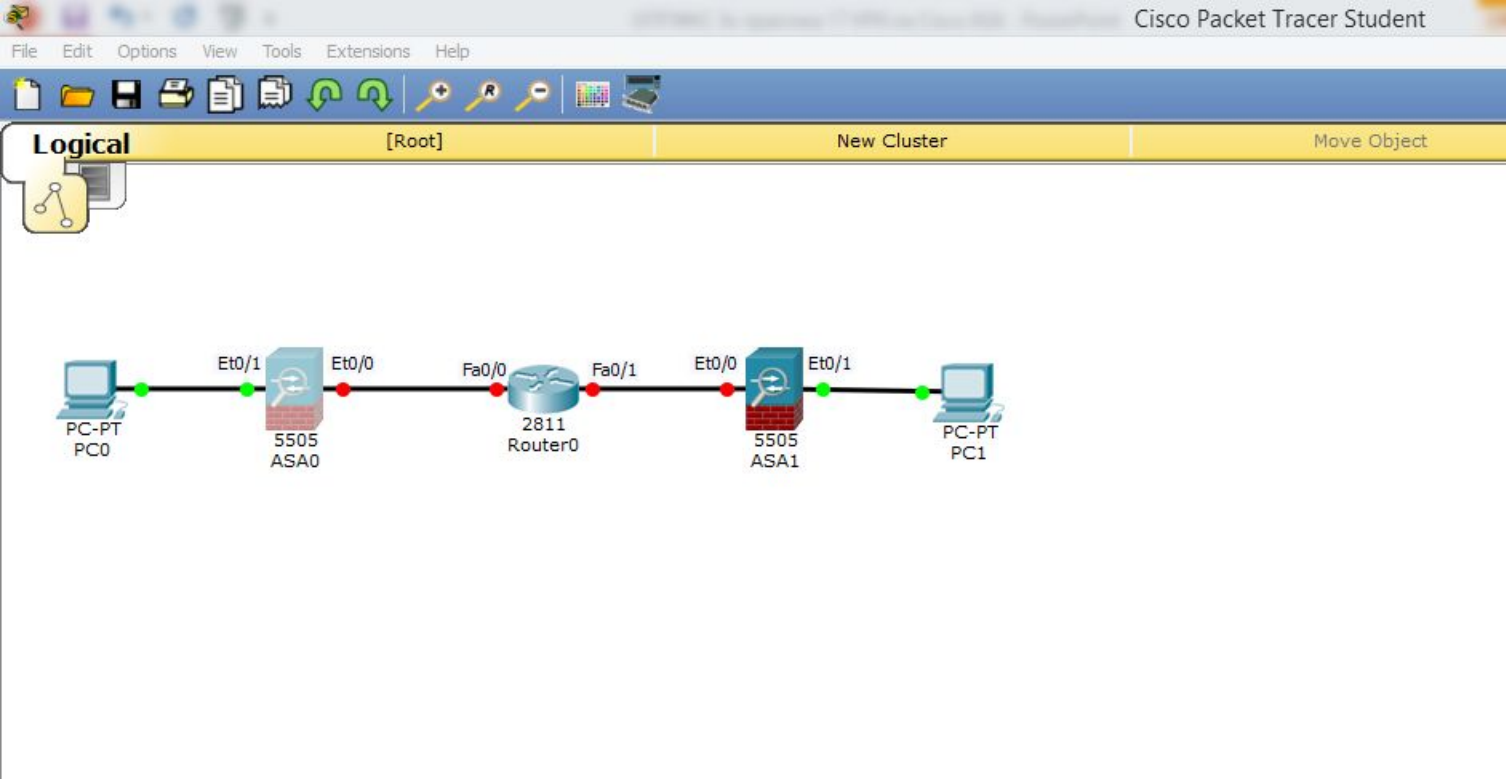 Cisco Packet Tracer Student
File Edit Options View Tools Extensions Help
Logical [Root] New Cluster Move Object
Et0/1 Et0/0 Fa0/0 Fa0/1 Et0/0 Et0/1
PC-PT
PC0
5505
ASA0
2811
Router0
5505
ASA1
PC-PT
PC1